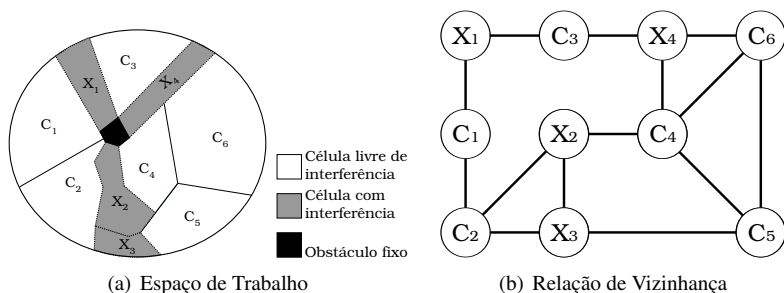 C3
X1
X4
C1
C6
C4
C2
X2
C5
X3
Célula livre de
interferência
Célula com
interferência
Obstáculo fixo
(a) Espaço de Trabalho
X1 C3 X4 C6
C1 X2 C4
C2 X3 C5
(b) Relação de Vizinhança